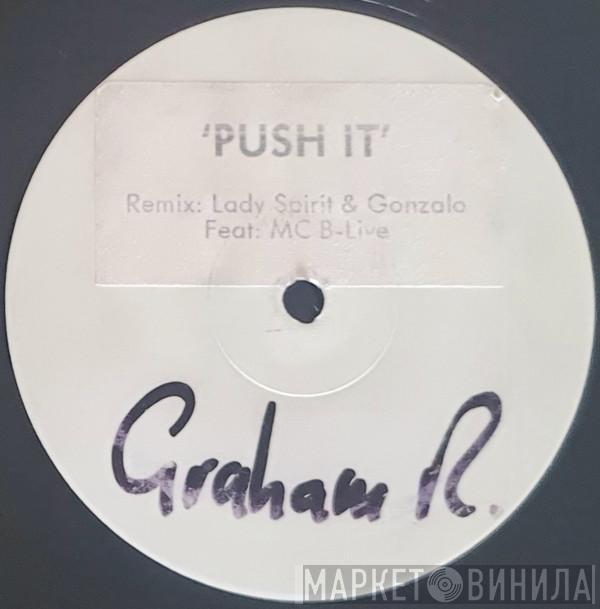 'PUSH IT'
Remix: Lady Spirit & Gonzalo
Feat: MC B-Live
Graham R.
МАРКЕТ ВИНИЛА